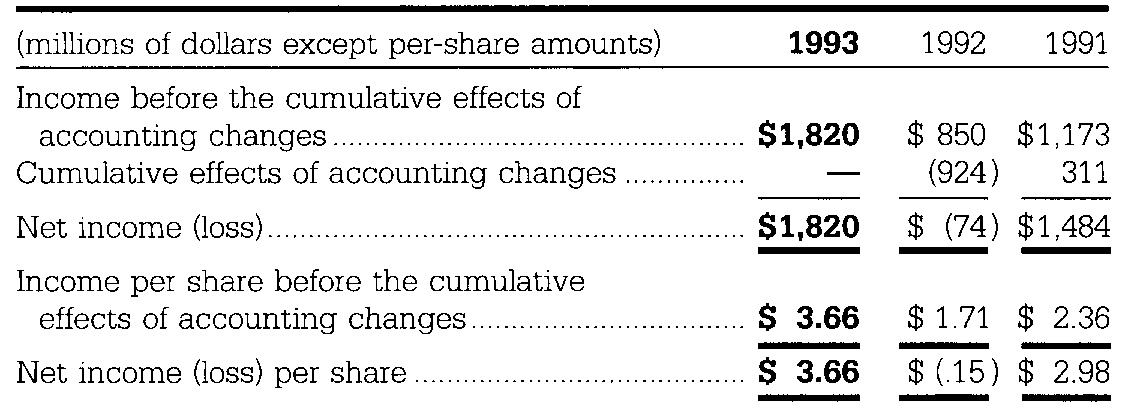 (millions of dollars except per-share amounts) 1993 1992 1991
Income before the cumulative effects of
accounting changes $1,820 $ 850 $1,173
Cumulative effects of accounting changes — (924) 311
Net income (loss) $1,820 $ (74) $1,484
Income per share before the cumulative
effects of accounting changes $ 3.66 $ 1.71 $ 2.36
Net income (loss) per share $ 3.66 $ (.15) $ 2.98